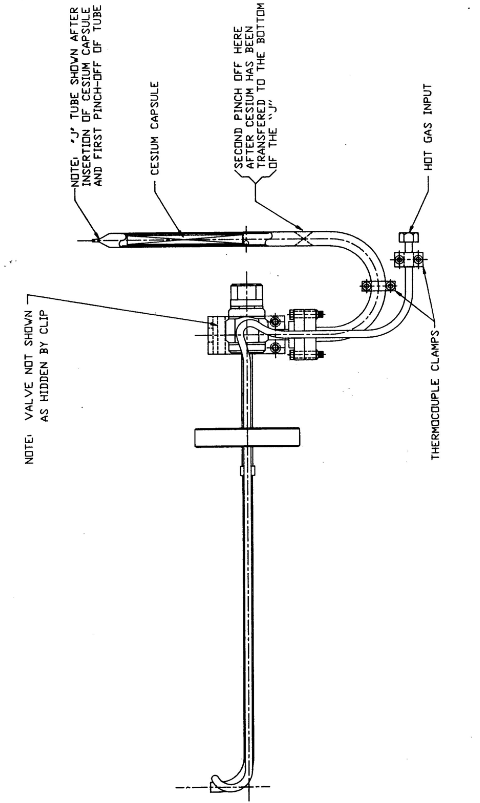 NOTE: "J" TUBE SHOWN AFTER
INSERTION OF CESIUM CAPSULE
AND FIRST PINCH-OFF OF TUBE
CESIUM CAPSULE
SECOND PINCH OFF HERE
AFTER CESIUM HAS BEEN
TRANSFERED TO THE BOTTOM
OF THE "J"
HOT GAS INPUT
NOTE: VALVE NOT SHOWN
AS HIDDEN BY CLIP
THERMOCOUPLE CLAMPS